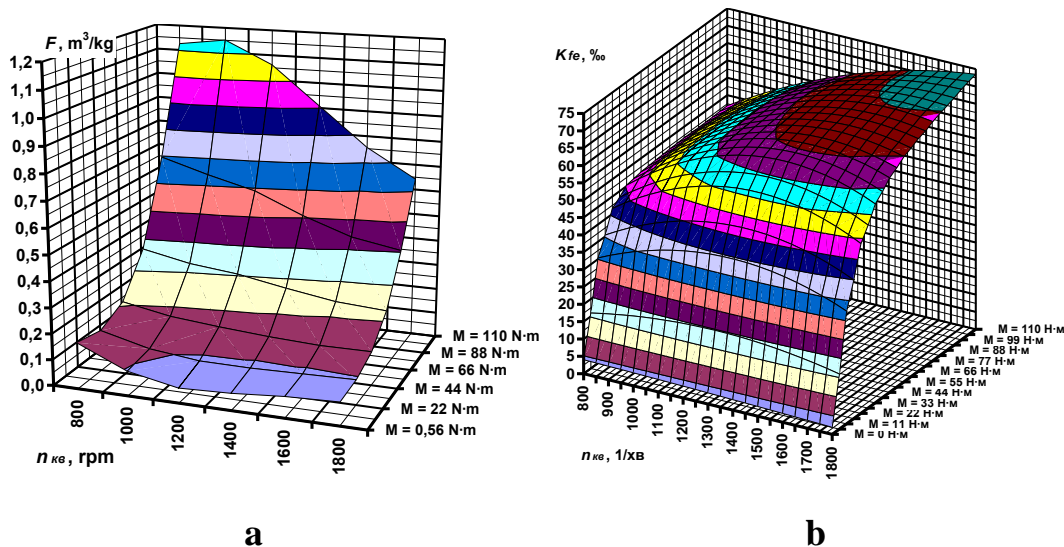 F, m³/kg
1,2
1,1
1,0
0,9
0,8
0,7
0,6
0,5
0,4
0,3
0,2
0,1
0,0
800
1000
1200
1400
1600
1800
n кв, rpm
M = 110 N·m
M = 88 N·m
M = 66 N·m
M = 44 N·m
M = 22 N·m
M = 0,56 N·m
a
K fe, ‰
75
70
65
60
55
50
45
40
35
30
25
20
15
10
5
0
800
900
1000
1100
1200
1300
1400
1500
1600
1700
1800
n кв, 1/хв
М = 110 Н·м
М = 99 Н·м
М = 88 Н·м
М = 77 Н·м
М = 66 Н·м
М = 55 Н·м
М = 44 Н·м
М = 33 Н·м
М = 22 Н·м
М = 11 Н·м
М = 0 Н·м
b